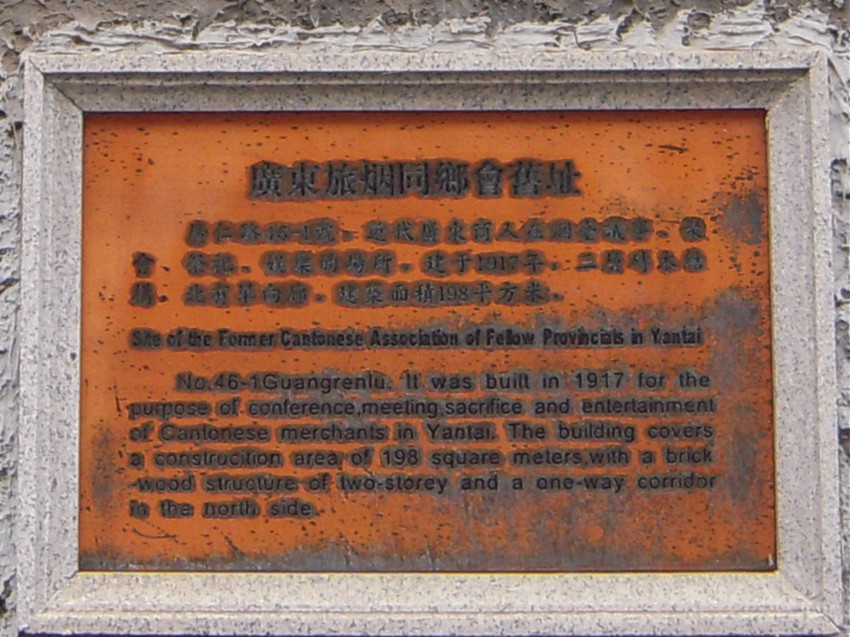 廣東旅烟同鄉會舊址
廣仁路46-1號。近代廣東商人在烟臺議事、聚
會、祭祀、娛樂的場所。建于1917年。二層磚木結
構。北有單向廊。建築面積198平方米。
Site of the Former Cantonese Association of Fellow Provincials in Yantai
No.46-1Guangrenlu. It was built in 1917 for the
purpose of conference,meeting,sacrifice and entertainment
of Cantonese merchants in Yantai. The building covers
a construcition area of 198 square meters,with a brick
-wood structure of two-storey and a one-way corridor
in the north side.